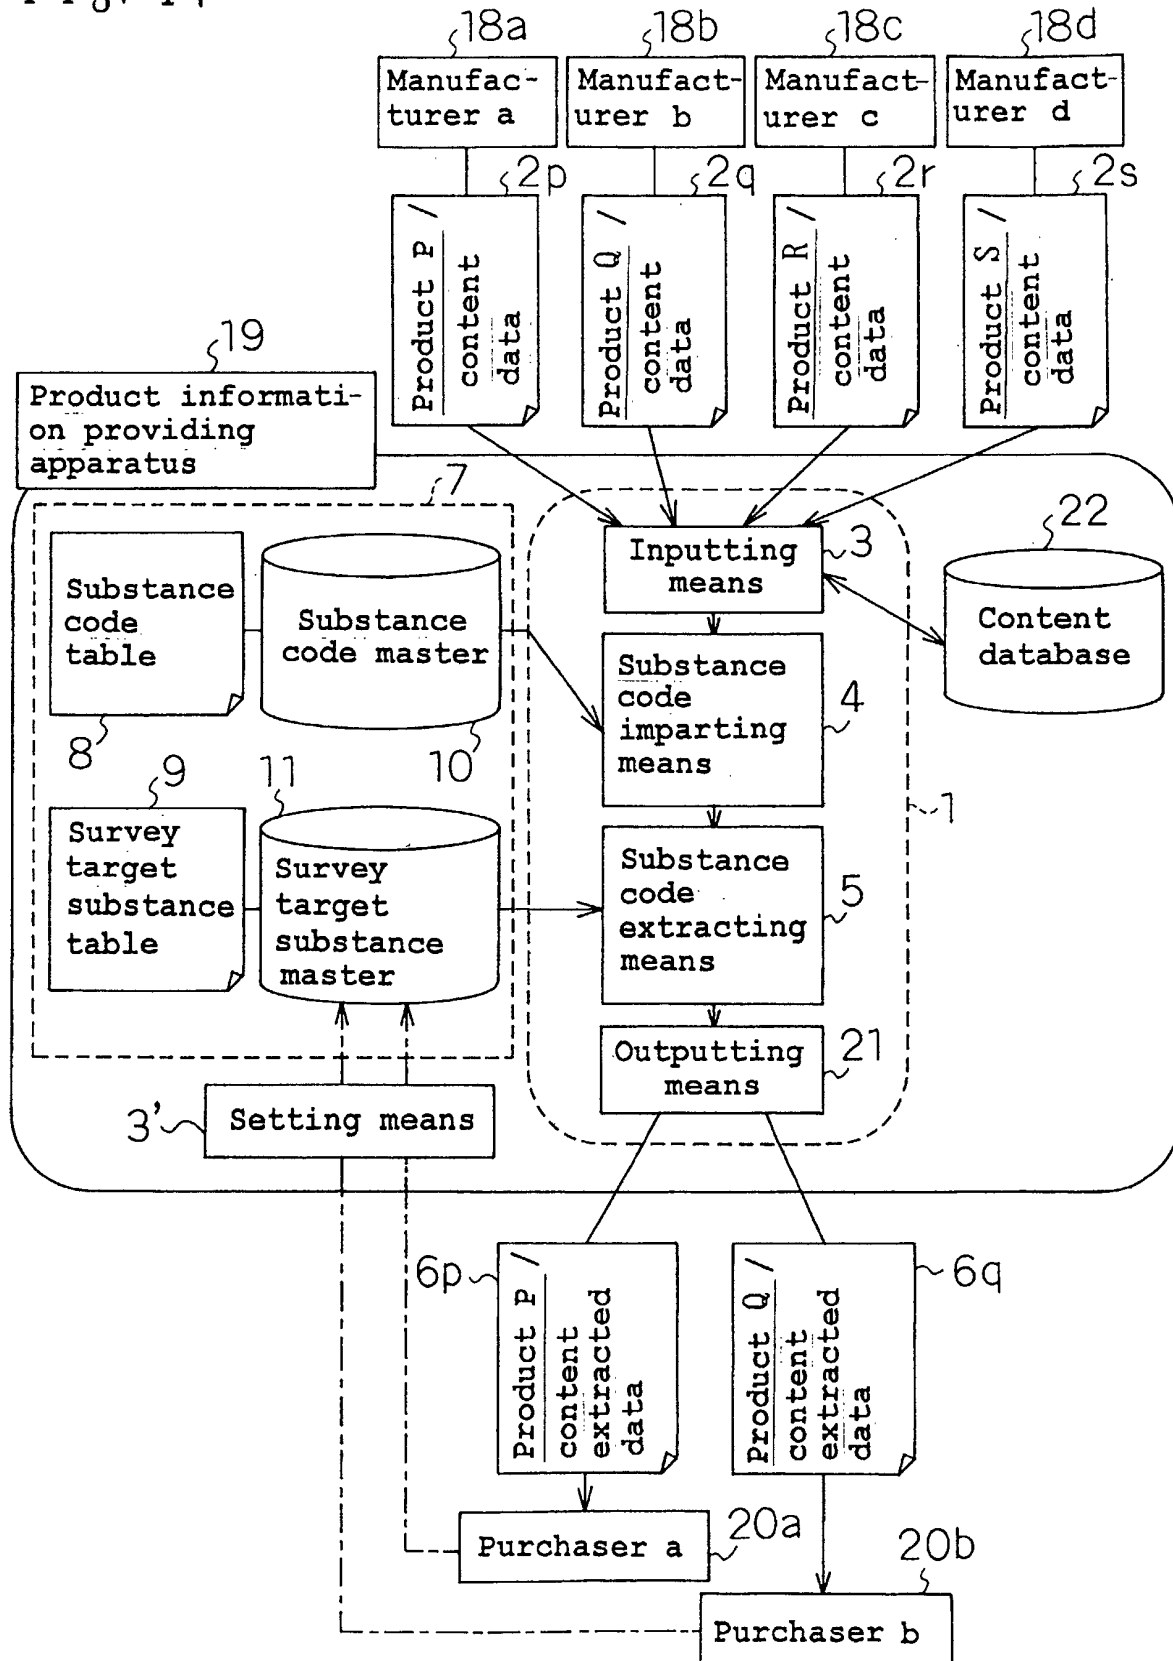 18a
18b
18c
18d
Manufac-
turer a
Manufact-
urer b
Manufact-
urer c
Manufact-
urer d
2p
2q
2r
2s
Product P /
content
data
Product Q /
content
data
Product R /
content
data
Product S /
content
data
19
Product informati-
on providing
apparatus
7
Substance
code
table
8
Substance
code master
10
Inputting
means
3
22
Content
database
Substance
code
imparting
means
4
9
Survey
target
substance
table
11
Survey
target
substance
master
Substance
code
extracting
means
5
1
Outputting
means
21
3'
Setting means
6p
Product P /
content
extracted
data
6q
Product Q /
content
extracted
data
Purchaser a
20a
20b
Purchaser b